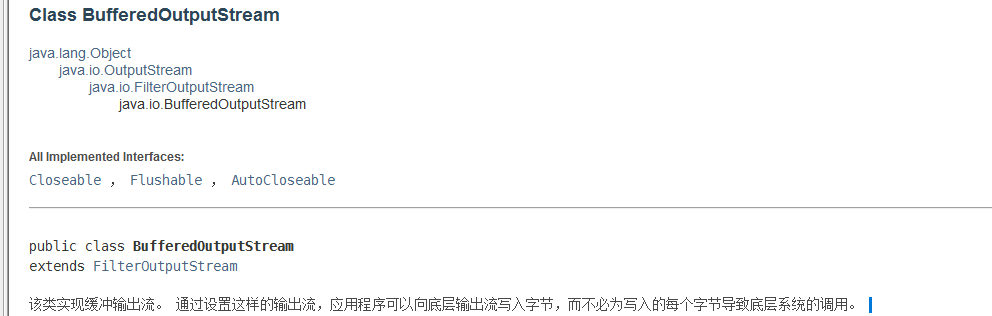 Class BufferedOutputStream
java.lang.Object
java.io.OutputStream
java.io.FilterOutputStream
java.io.BufferedOutputStream
All Implemented Interfaces:
Closeable , Flushable , AutoCloseable
public class BufferedOutputStream
extends FilterOutputStream
该类实现缓冲输出流。 通过设置这样的输出流，应用程序可以向底层输出流写入字节，而不必为写入的每个字节导致底层系统的调用。